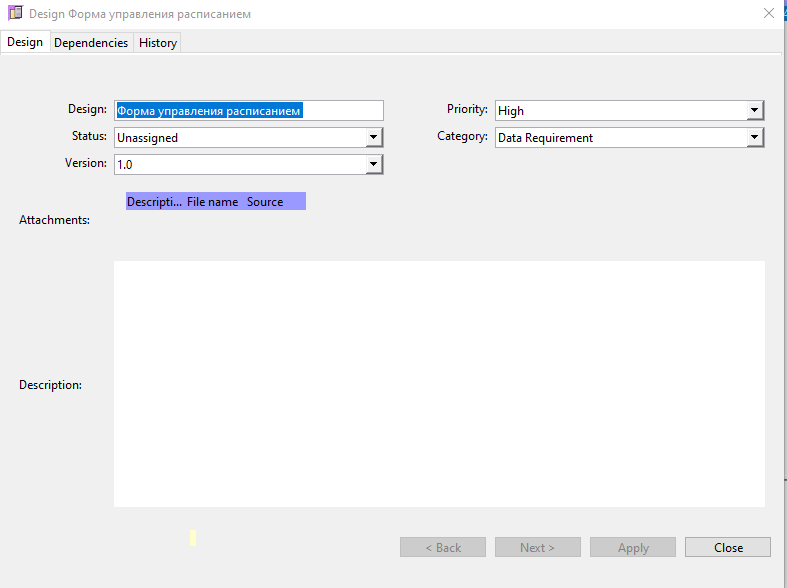 Design Форма управления расписанием
Design Dependencies History
Design: Форма управления расписанием Priority: High
Status: Unassigned Category: Data Requirement
Version: 1.0
Descripti... File name Source
Attachments:
Description:
< Back Next > Apply Close